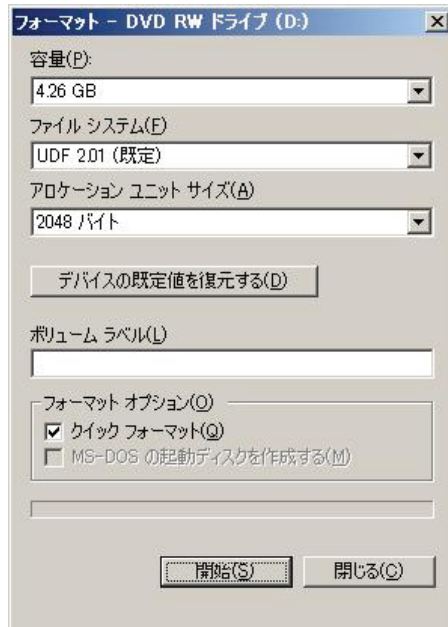 フォーマット - DVD RW ドライブ (D:)
容量(P):
4.26 GB
ファイル システム(F)
UDF 2.01 (既定)
アロケーション ユニット サイズ(A)
2048 バイト
デバイスの既定値を復元する(D)
ボリューム ラベル(L)
フォーマット オプション(O)
クイック フォーマット(Q)
MS-DOS の起動ディスクを作成する(M)
開始(S)
閉じる(C)